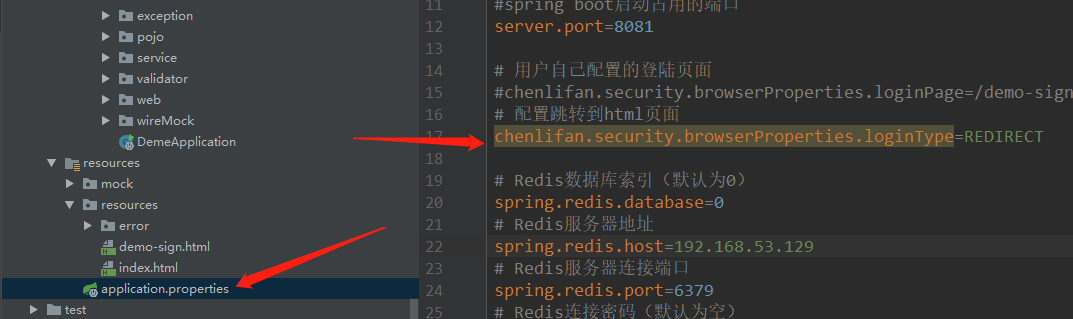 exception
pojo
service
validator
web
wireMock
DemeApplication
resources
mock
resources
error
demo-sign.html
index.html
application.properties
test
11 #spring boot启动占用的端口
12 server.port=8081
13
14 # 用户自己配置的登陆页面
15 #chenlifan.security.browserProperties.loginPage=/demo-sign
16 # 配置跳转到html页面
17 chenlifan.security.browserProperties.loginType=REDIRECT
18
19 # Redis数据库索引（默认为0）
20 spring.redis.database=0
21 # Redis服务器地址
22 spring.redis.host=192.168.53.129
23 # Redis服务器连接端口
24 spring.redis.port=6379
25 # Redis连接密码（默认为空）